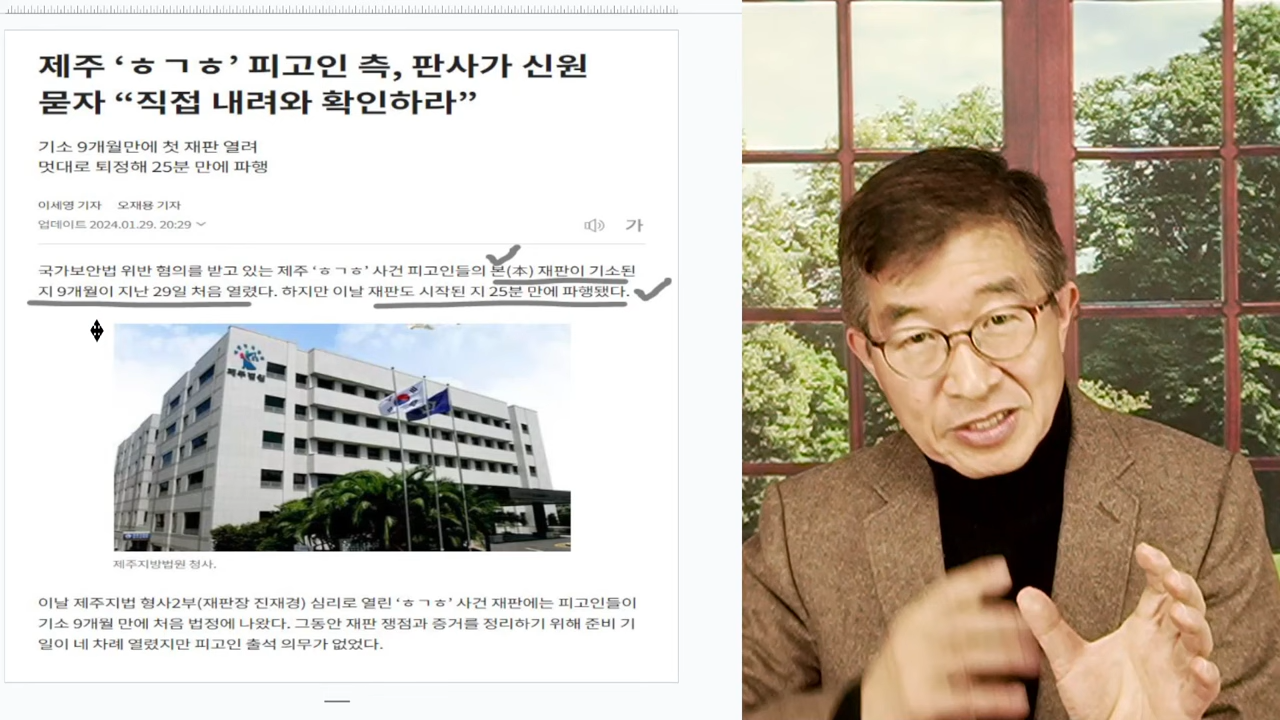 제주 ‘ㅎㄱㅎ’ 피고인 측, 판사가 신원
묻자 “직접 내려와 확인하라”
기소 9개월만에 첫 재판 열려
멋대로 퇴정해 25분 만에 파행
이세영 기자 오재용 기자
업데이트 2024.01.29. 20:29
가
국가보안법 위반 혐의를 받고 있는 제주 ‘ㅎㄱㅎ’ 사건 피고인들의 본(本) 재판이 기소된
지 9개월이 지난 29일 처음 열렸다. 하지만 이날 재판도 시작된 지 25분 만에 파행됐다.
제주법원
제주지방법원 청사.
이날 제주지법 형사2부(재판장 진재경) 심리로 열린 ‘ㅎㄱㅎ’ 사건 재판에는 피고인들이
기소 9개월 만에 처음 법정에 나왔다. 그동안 재판 쟁점과 증거를 정리하기 위해 준비 기
일이 네 차례 열렸지만 피고인 출석 의무가 없었다.